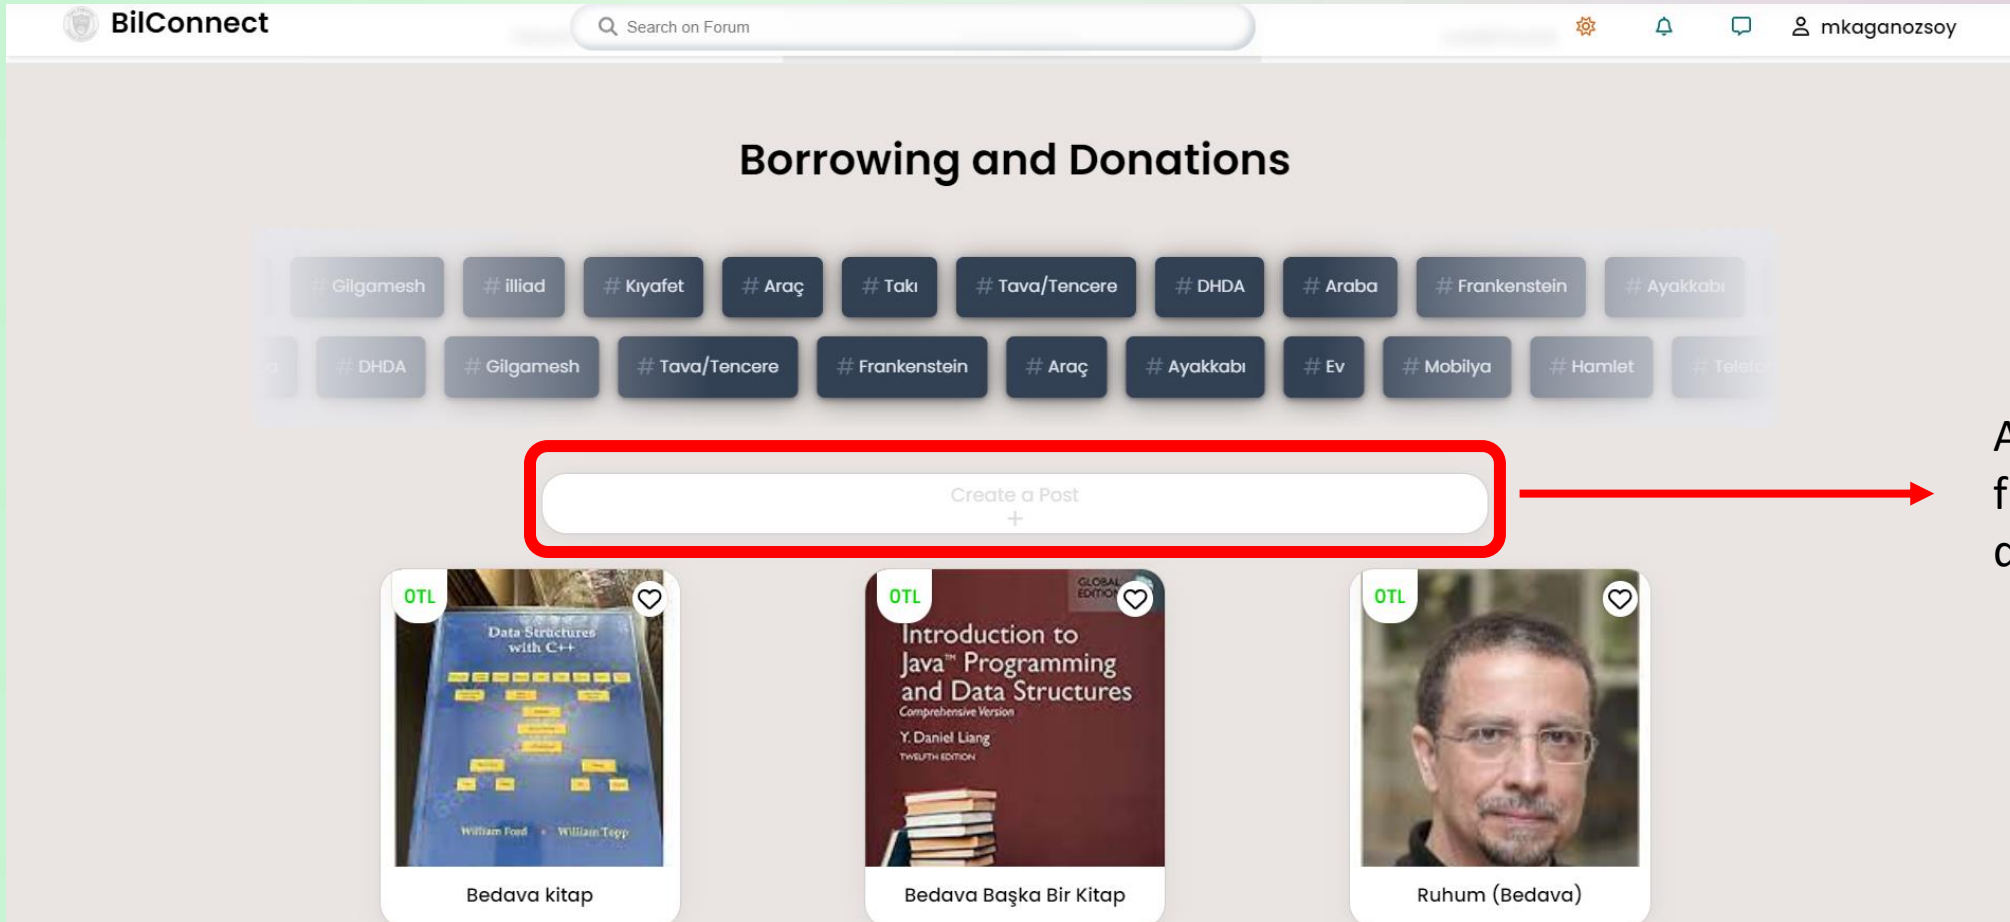 BilConnect
Search on Forum
mkaganozsoy
Borrowing and Donations
# Gilgamesh # illiad # Kıyafet # Araç # Takı # Tava/Tencere # DHDA # Araba # Frankenstein # Ayakkabı
# DHDA # Gilgamesh # Tava/Tencere # Frankenstein # Araç # Ayakkabı # Ev # Mobilya # Hamlet
Create a Post
+
OTL
Data Structures
with C++
William Ford William Topp
Bedava kitap
OTL
GLOBAL
EDITION
Introduction to
Java™ Programming
and Data Structures
Comprehensive Version
Y. Daniel Liang
TWELFTH EDITION
Bedava Başka Bir Kitap
OTL
Ruhum (Bedava)